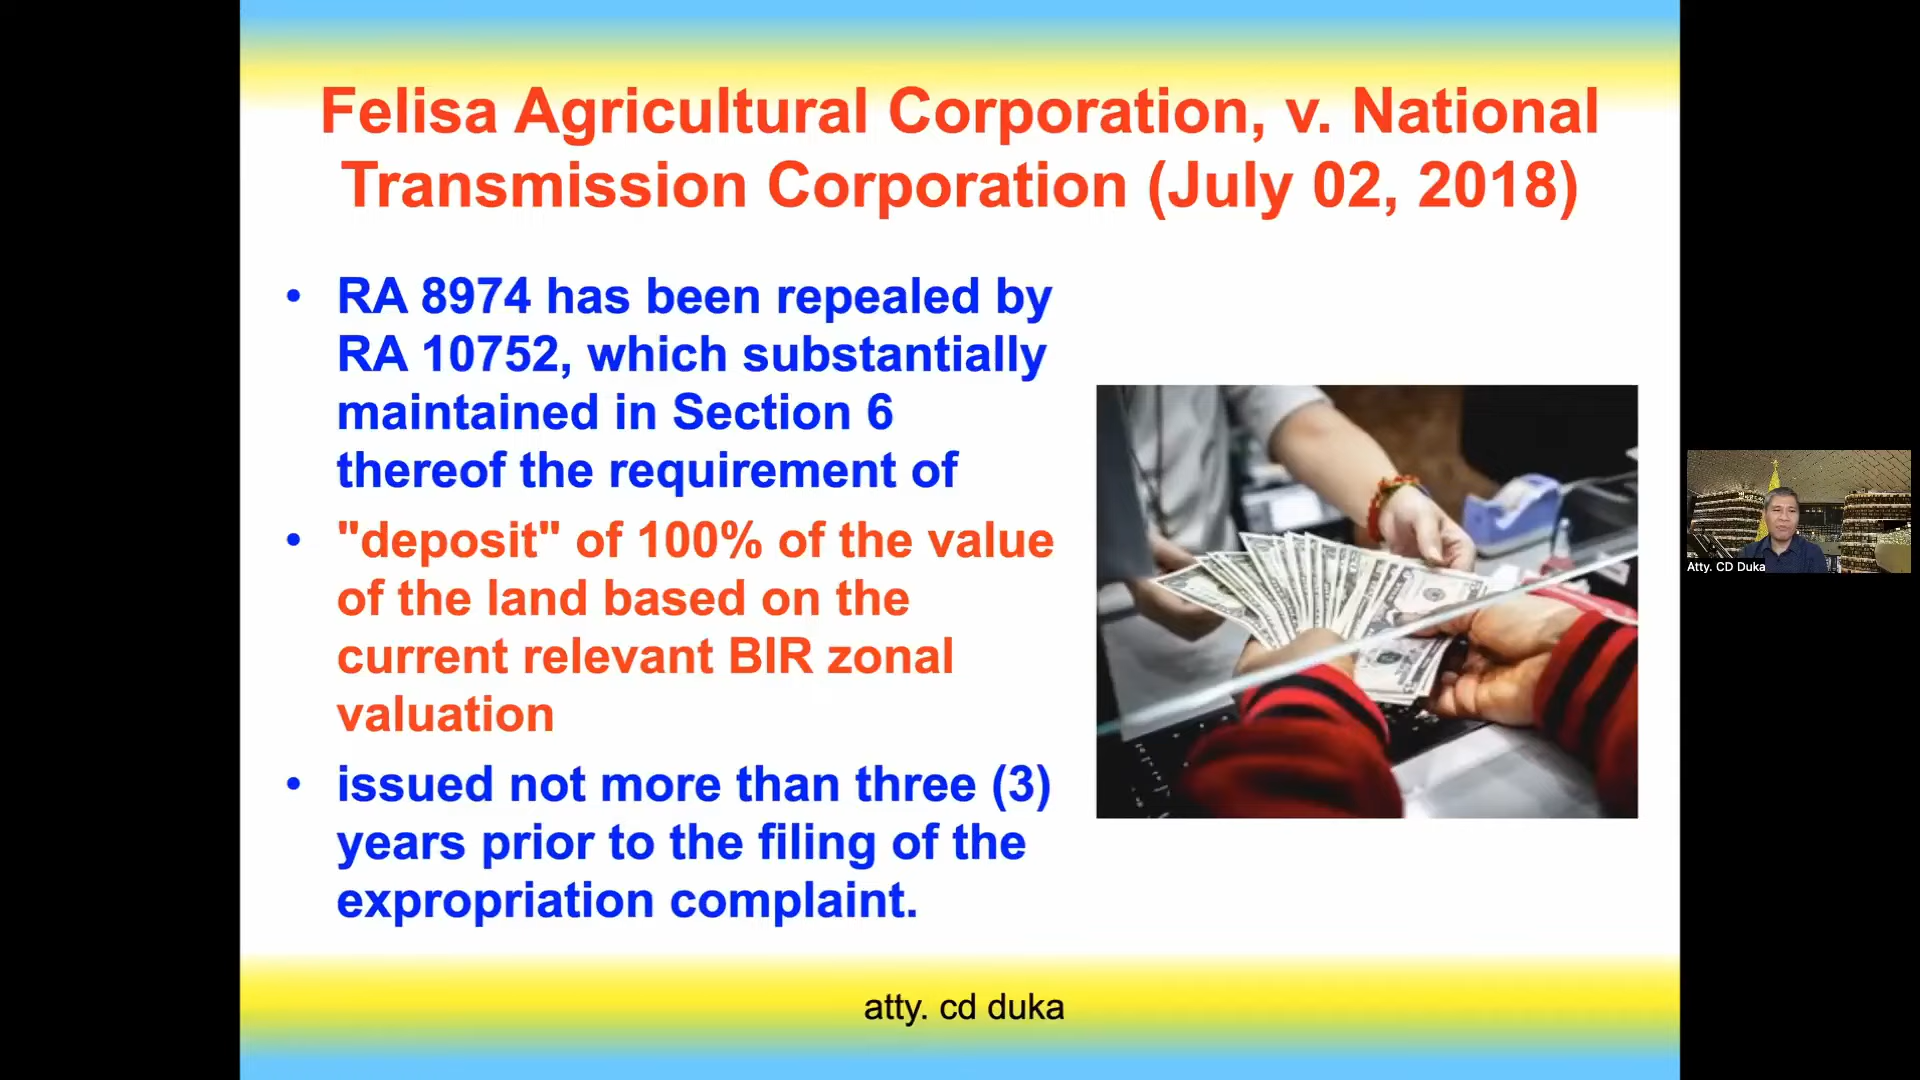 Felisa Agricultural Corporation, v. National
Transmission Corporation (July 02, 2018)
• RA 8974 has been repealed by
RA 10752, which substantially
maintained in Section 6
thereof the requirement of
• "deposit" of 100% of the value
of the land based on the
current relevant BIR zonal
valuation
• issued not more than three (3)
years prior to the filing of the
expropriation complaint.
atty. cd duka
Atty. CD Duka